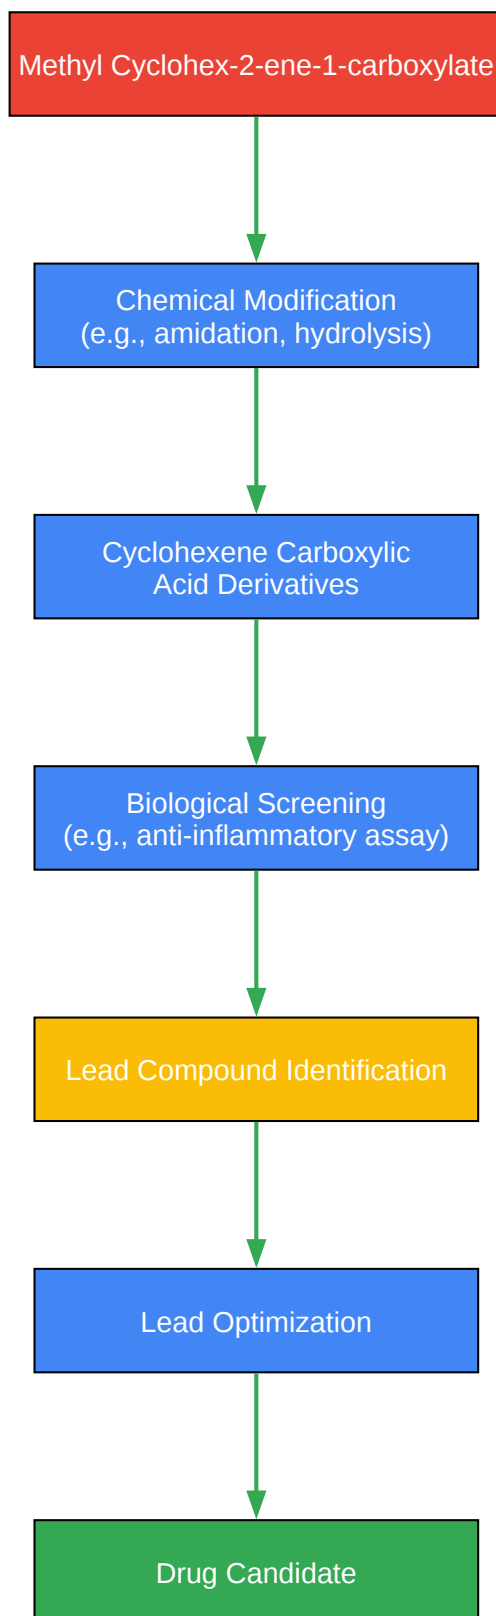 Methyl Cyclohex-2-ene-1-carboxylate
Chemical Modification
(e.g., amidation, hydrolysis)
Cyclohexene Carboxylic
Acid Derivatives
Biological Screening
(e.g., anti-inflammatory assay)
Lead Compound Identification
Lead Optimization
Drug Candidate